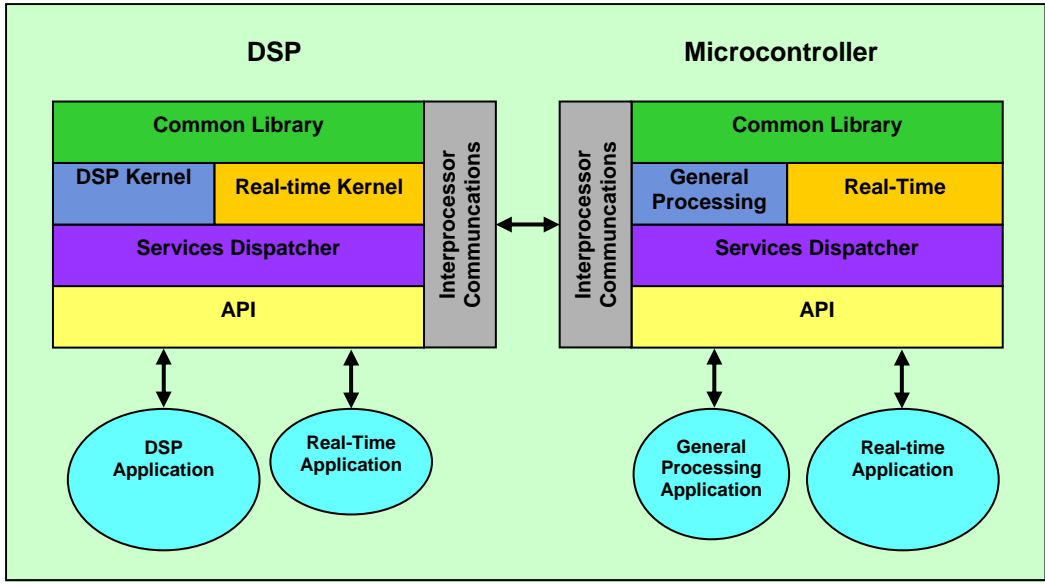 DSP
Microcontroller
Common Library
DSP Kernel
Real-time Kernel
Services Dispatcher
API
Interprocessor
Communcations
Interprocessor
Communcations
Common Library
General
Processing
Real-Time
Services Dispatcher
API
DSP
Application
Real-Time
Application
General
Processing
Application
Real-time
Application